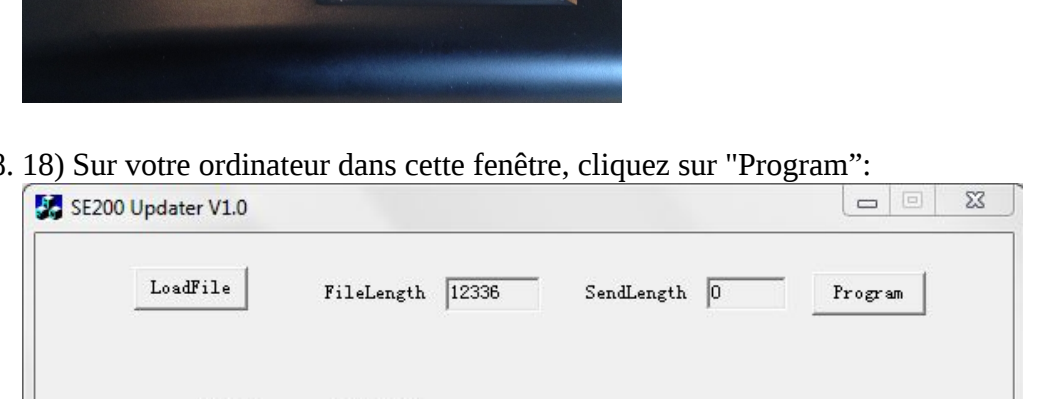 8. 18) Sur votre ordinateur dans cette fenêtre, cliquez sur "Program”:
SE200 Updater V1.0
LoadFile FileLength 12336 SendLength 0 Program